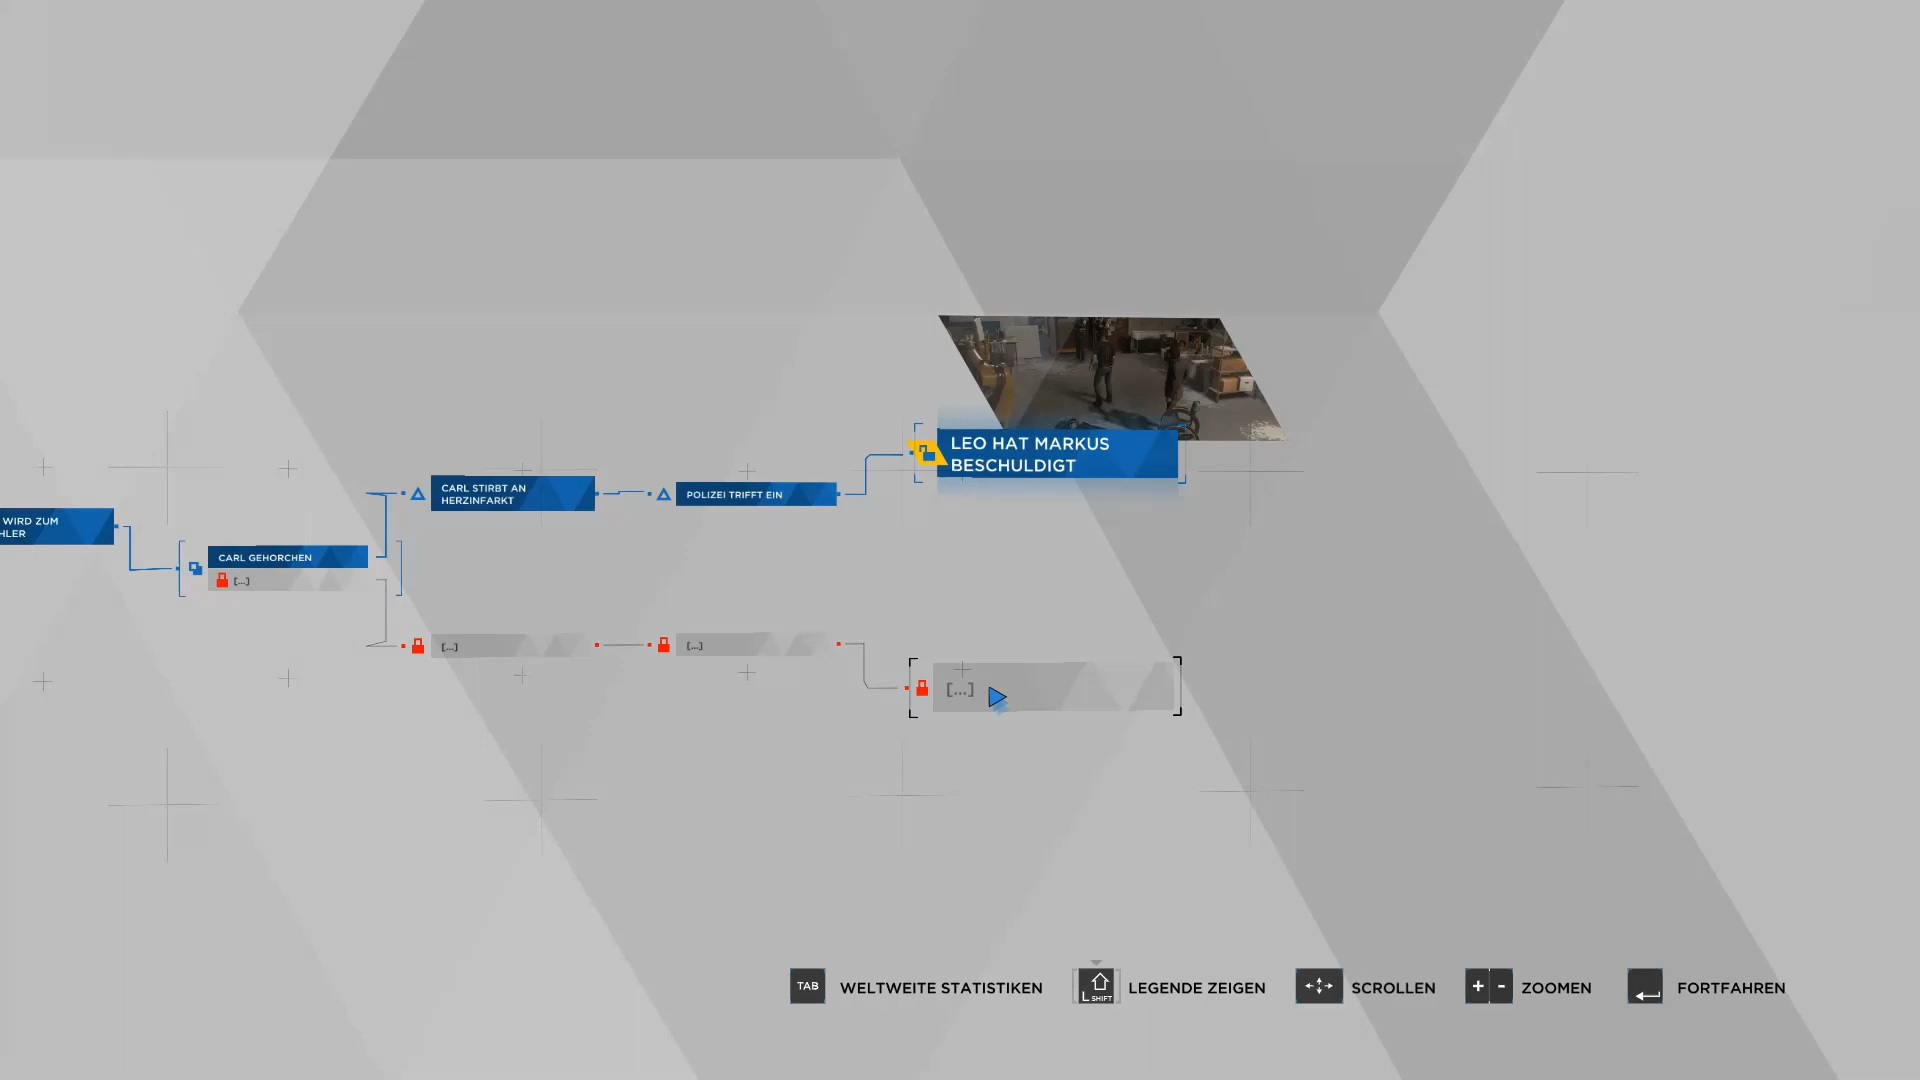 LEO HAT MARKUS
BESCHULDIGT
CARL STIRBT AN
HERZINFARKT
POLIZEI TRIFFT EIN
WIRD ZUM
HLER
CARL GEHORCHEN
[...]
[...]
[...]
[...]
TAB
WELTWEITE STATISTIKEN
L SHIFT
LEGENDE ZEIGEN
SCROLLEN
+ -
ZOOMEN
FORTFAHREN